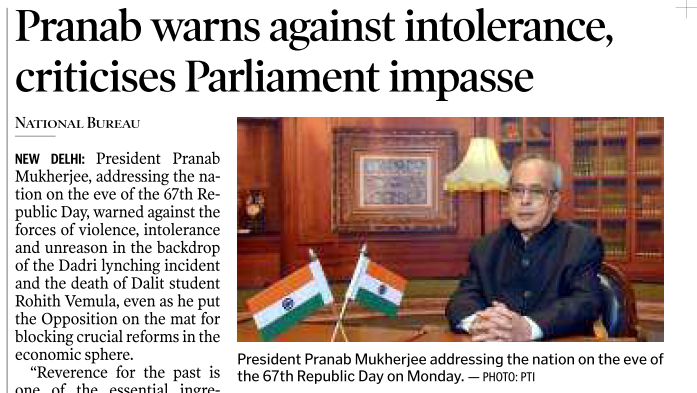 Pranab warns against intolerance,
criticises Parliament impasse
NATIONAL BUREAU
NEW DELHI: President Pranab
Mukherjee, addressing the na-
tion on the eve of the 67th Re-
public Day, warned against the
forces of violence, intolerance
and unreason in the backdrop
of the Dadri lynching incident
and the death of Dalit student
Rohith Vemula, even as he put
the Opposition on the mat for
blocking crucial reforms in the
economic sphere.
“Reverence for the past is
one of the essential ingre-
President Pranab Mukherjee addressing the nation on the eve of
the 67th Republic Day on Monday. — PHOTO: PTI